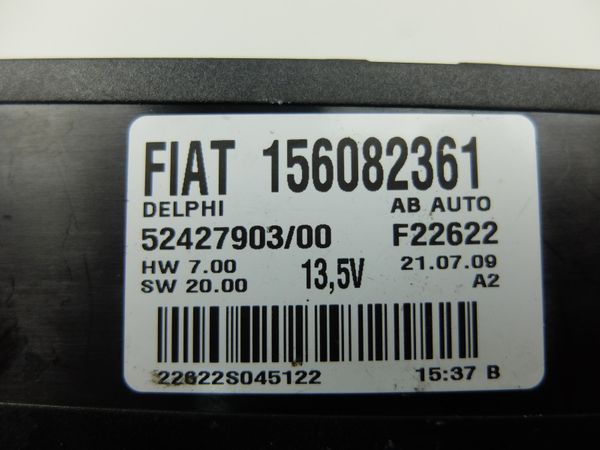 FIAT 156082361
DELPHI AB AUTO
52427903/00 F22622
HW 7.00 13,5V 21.07.09
SW 20.00 A2
22622S045122 15:37 B